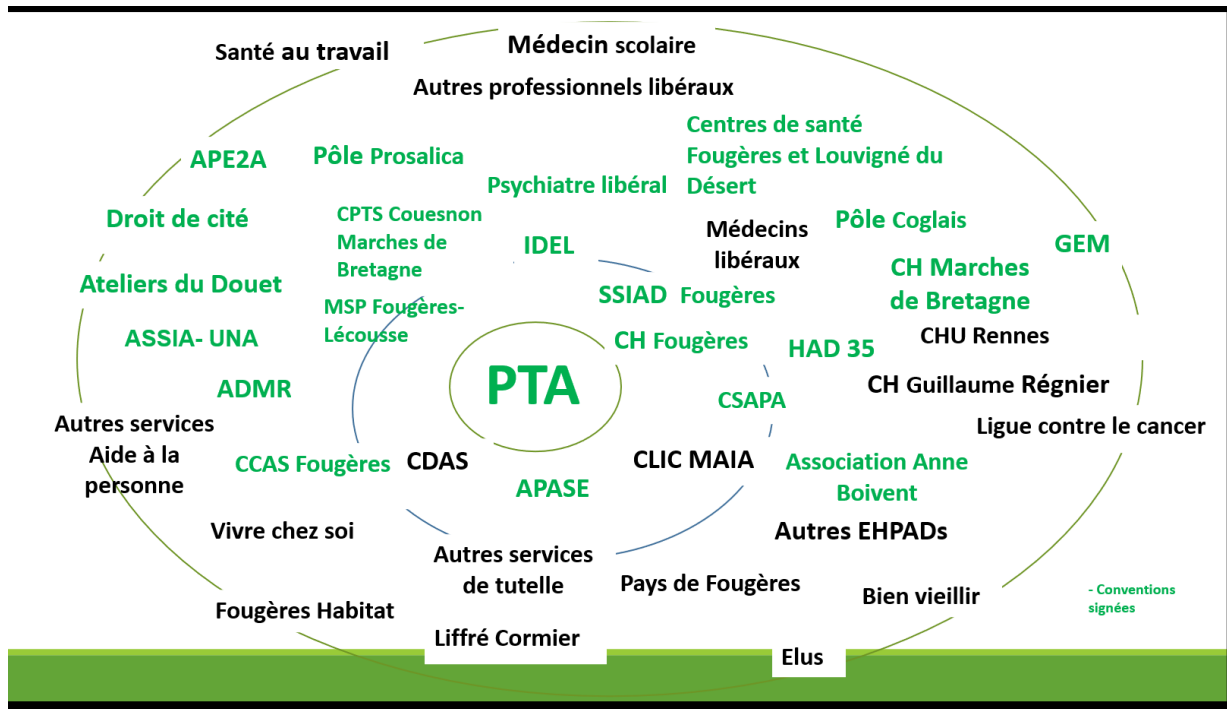 Santé au travail
Médecin scolaire
Autres professionnels libéraux
Centres de santé
Fougères et Louvigné du
Désert
APE2A
Pôle Prosalica
Psychiatre libéral
Droit de cité
CPTS Couesnon
Marches de
Bretagne
IDEL
Médecins
libéraux
Pôle Coglais
GEM
CH Marches
de Bretagne
Ateliers du Douet
SSIAD Fougères
MSP Fougères-
Lécousse
ASSIA- UNA
CH Fougères
HAD 35
CHU Rennes
PTA
ADMR
CSAPA
CH Guillaume Régnier
Autres services
Aide à la
personne
Ligue contre le cancer
CCAS Fougères
CDAS
CLIC MAIA
Association Anne
Boivent
APASE
Vivre chez soi
Autres EHPADs
Autres services
de tutelle
Pays de Fougères
Bien vieillir
- Conventions
signées
Fougères Habitat
Liffré Cormier
Elus